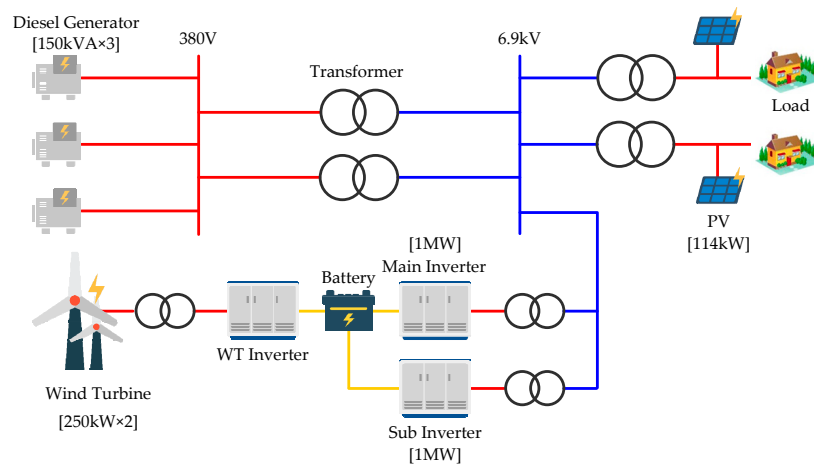 Diesel Generator
[150kVA×3]
380V
6.9kV
Transformer
Load
PV
[114kW]
[1MW]
Main Inverter
Battery
WT Inverter
Wind Turbine
[250kW×2]
Sub Inverter
[1MW]